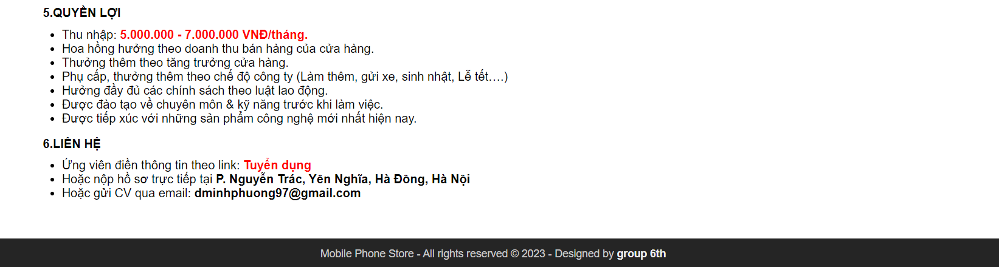 5.QUYỀN LỢI
Thu nhập: 5.000.000 - 7.000.000 VNĐ/tháng.
Hoa hồng hưởng theo doanh thu bán hàng của cửa hàng.
Thưởng thêm theo tăng trưởng cửa hàng.
Phụ cấp, thưởng thêm theo chế độ công ty (Làm thêm, gửi xe, sinh nhật, Lễ tết….)
Hưởng đầy đủ các chính sách theo luật lao động.
Được đào tạo về chuyên môn & kỹ năng trước khi làm việc.
Được tiếp xúc với những sản phẩm công nghệ mới nhất hiện nay.
6.LIÊN HỆ
Ứng viên điền thông tin theo link: Tuyển dụng
Hoặc nộp hồ sơ trực tiếp tại P. Nguyễn Trác, Yên Nghĩa, Hà Đông, Hà Nội
Hoặc gửi CV qua email: dminhphuong97@gmail.com
Mobile Phone Store - All rights reserved © 2023 - Designed by group 6th